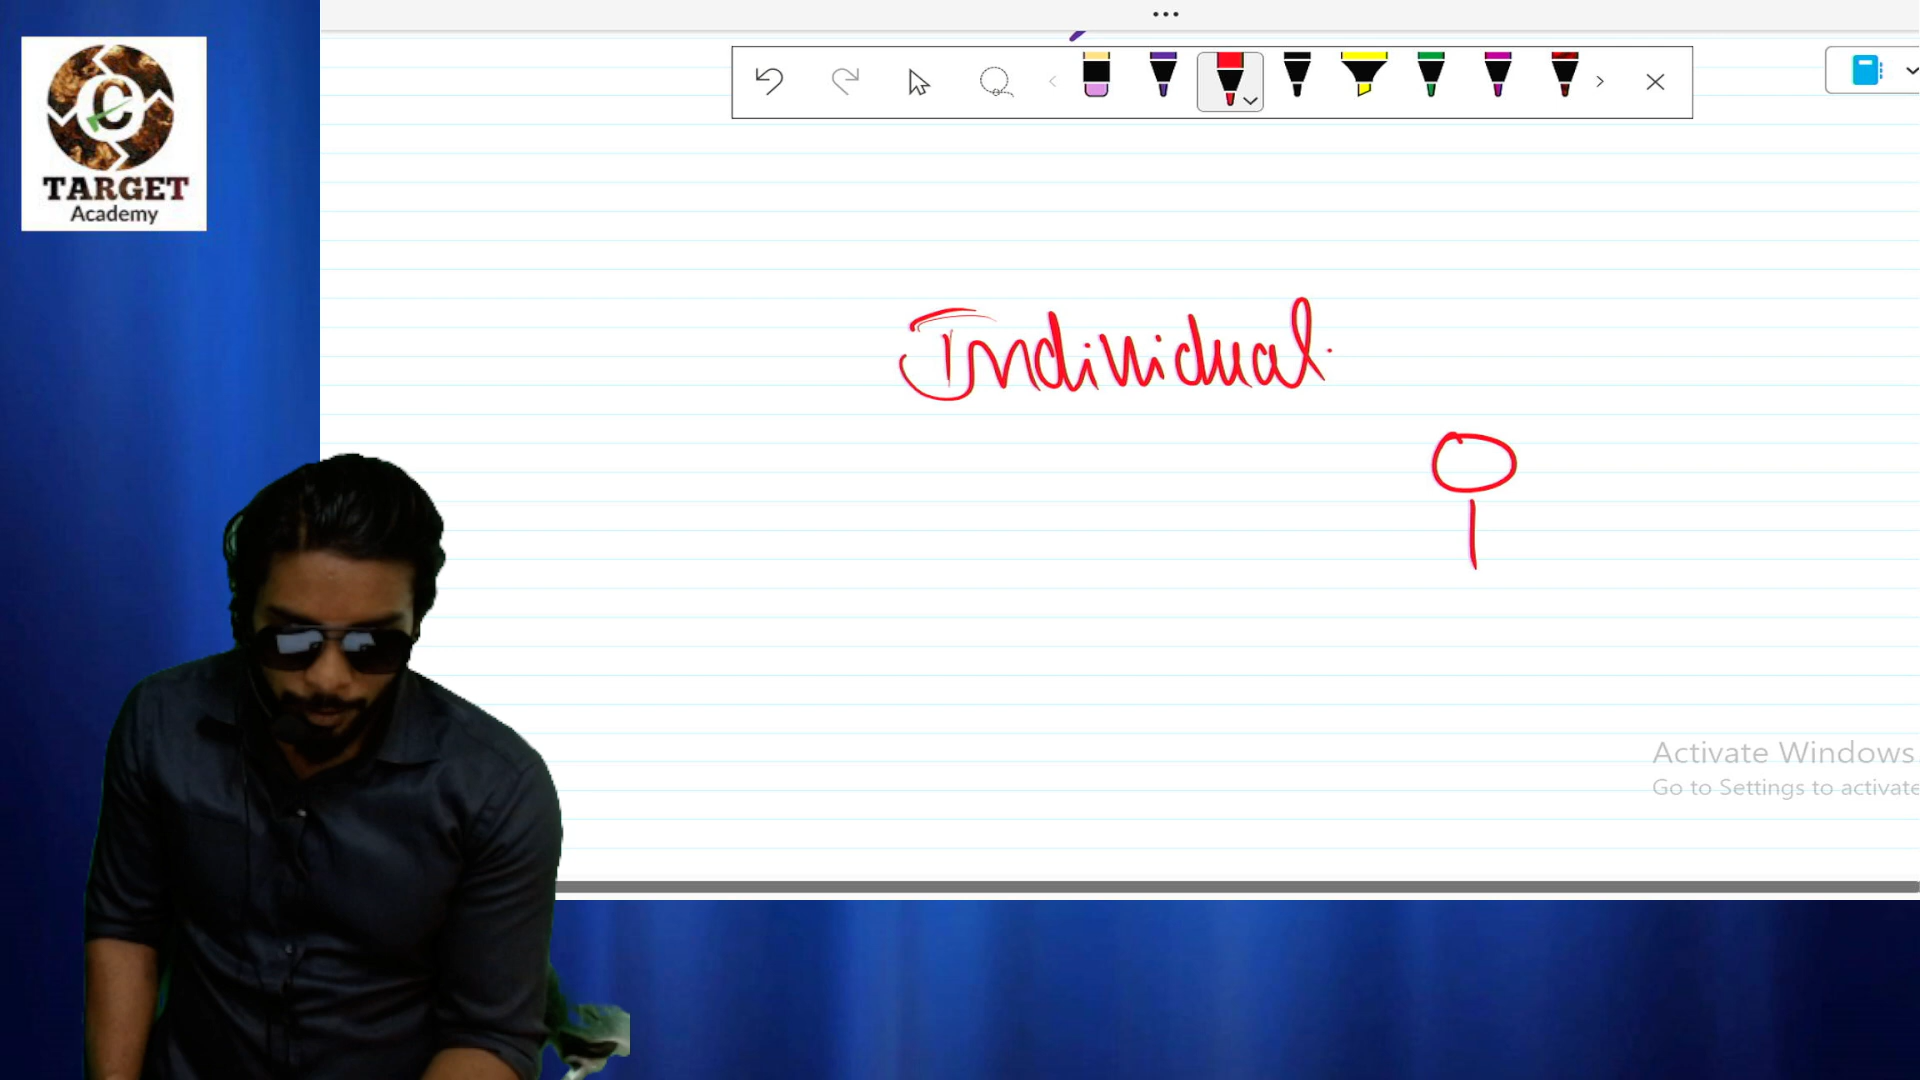 TARGET
Academy
Individual.
Activate Windows
Go to Settings to activate